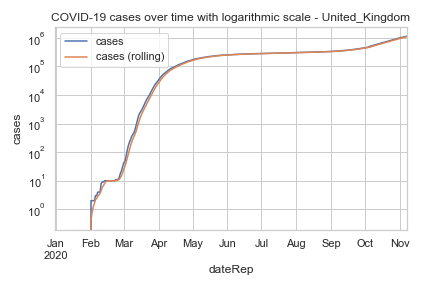 COVID-19 cases over time with logarithmic scale - United_Kingdom
cases
cases (rolling)
10^6
10^5
10^4
10^3
10^2
10^1
10^0
cases
Jan Feb Mar Apr May Jun Jul Aug Sep Oct Nov
2020
dateRep